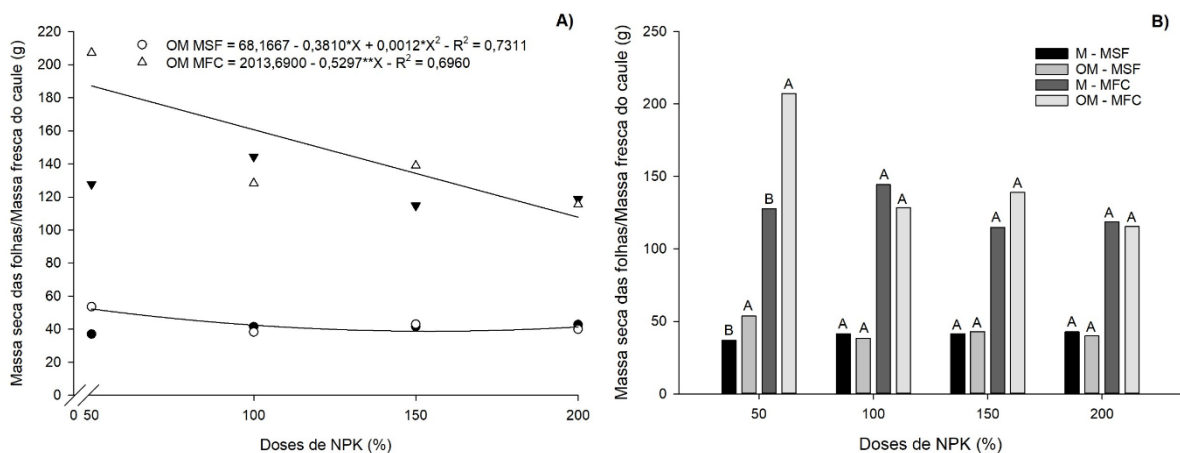 A)
OM MSF = 68,1667 - 0,3810*X + 0,0012*X² - R² = 0,7311
OM MFC = 2013,6900 - 0,5297**X - R² = 0,6960
Massa seca das folhas/Massa fresca do caule (g)
220
200
180
160
140
120
100
80
60
40
20
0
0 50 100 150 200
Doses de NPK (%)
B)
M - MSF
OM - MSF
M - MFC
OM - MFC
Massa seca das folhas/Massa fresca do caule (g)
250
200
150
100
50
0
B A B A
A A A A
A A A A
A A A A
50 100 150 200
Doses de NPK (%)